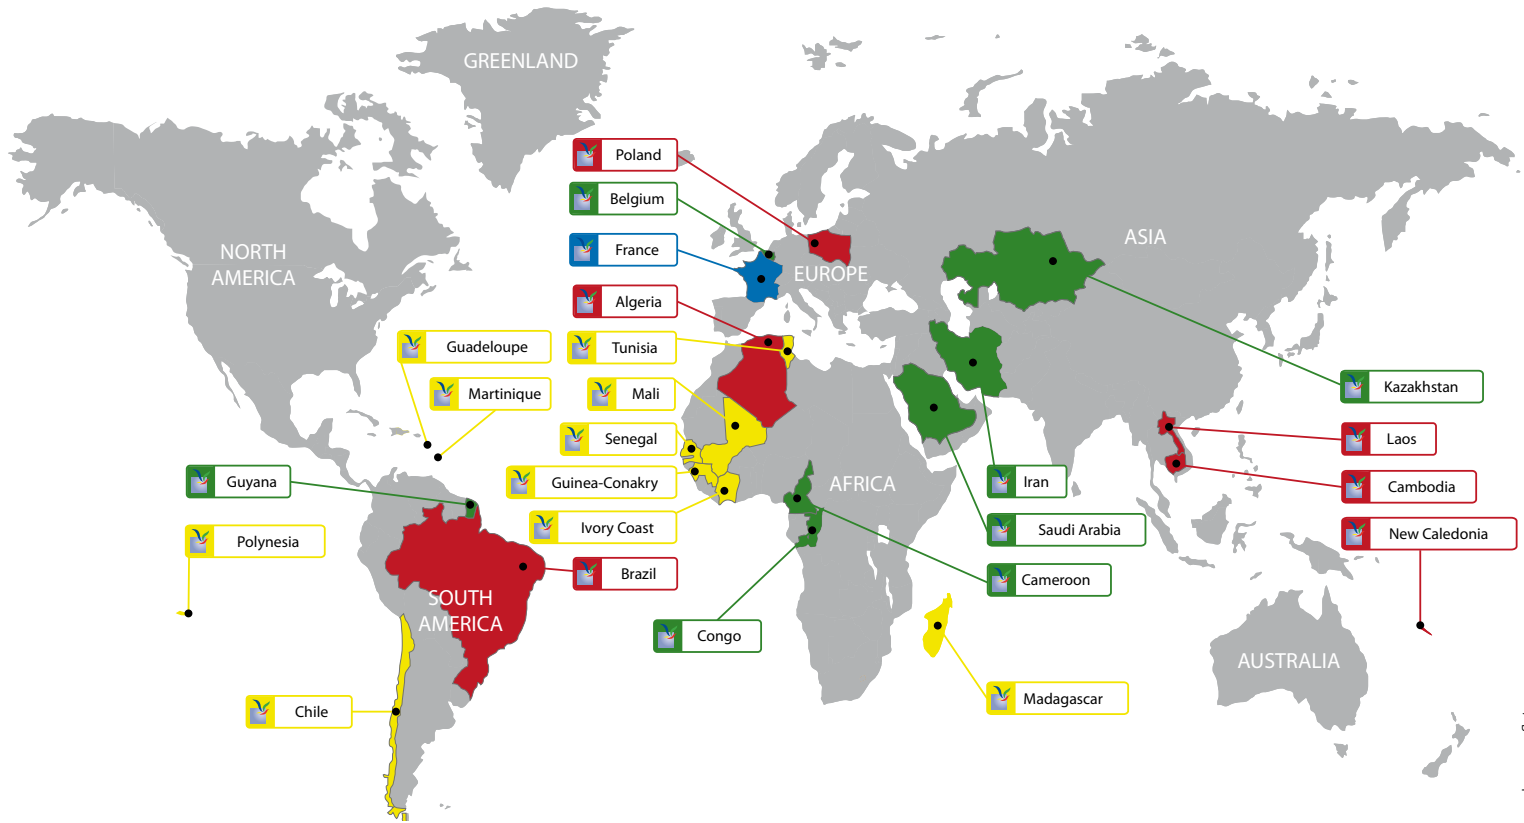 GREENLAND
Poland
Belgium
NORTH
AMERICA
France
EUROPE
ASIA
Algeria
Guadeloupe
Tunisia
Martinique
Mali
Kazakhstan
Senegal
Laos
Guyana
Guinea-Conakry
AFRICA
Iran
Cambodia
Polynesia
Ivory Coast
Saudi Arabia
New Caledonia
Brazil
Cameroon
SOUTH
AMERICA
Congo
AUSTRALIA
Madagascar
Chile